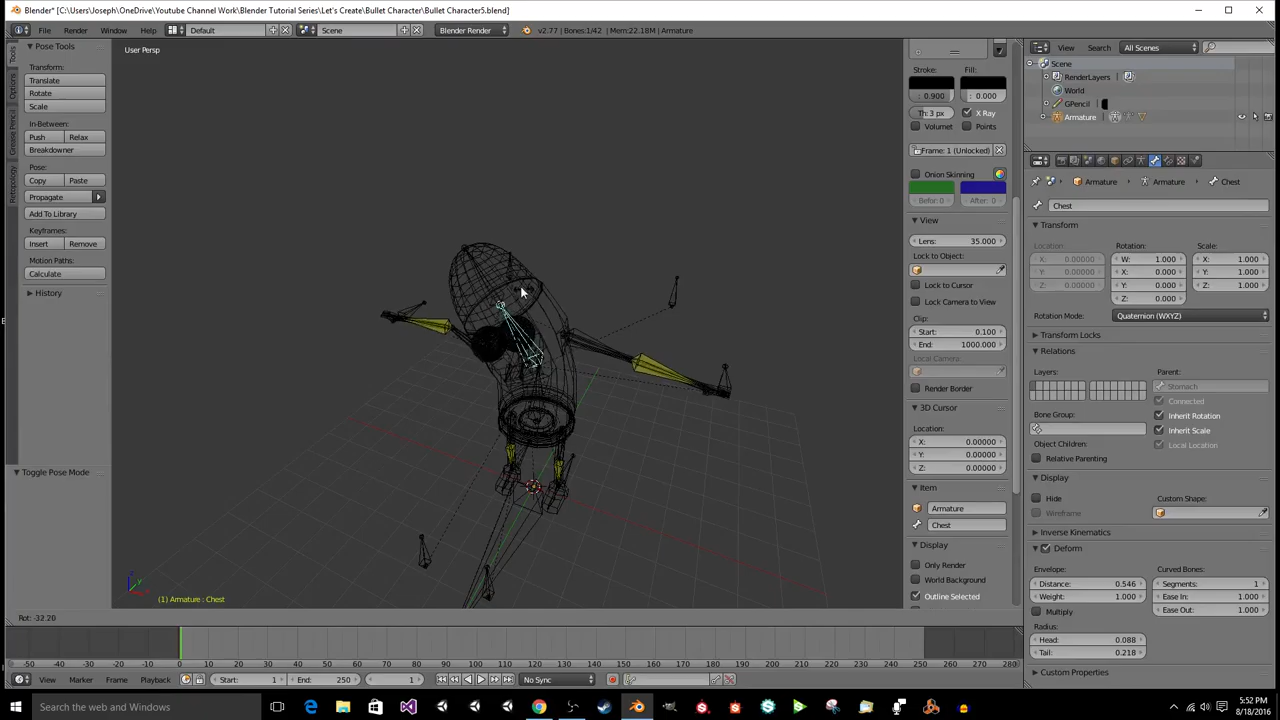 Blender* [C:\Users\Joseph\OneDrive\Youtube Channel Work\Blender Tutorial Series\Let's Create\Bullet Character\Bullet Character5.blend]
File Render Window Help Default Scene Blender Render v2.77 | Bones:1/42 | Mem:22.18M | Armature
Pose Tools
Transform:
Translate
Rotate
Scale
In-Between:
Push Relax
Breakdowner
Pose:
Copy Paste
Propagate
Add To Library
Keyframes:
Insert Remove
Motion Paths:
Calculate
History
Tools
Options
Grease Pencil
Retopology
Toggle Pose Mode
User Persp
(1) Armature : Chest
Rot: -32.20
Stroke: Fill:
0.900 0.000
Th: 3 px X Ray
Volumet Points
Frame: 1 (Unlocked)
Onion Skinning
Befor: 0 After: 0
View
Lens: 35.000
Lock to Object:
Lock to Cursor
Lock Camera to View
Clip:
Start: 0.100
End: 1000.000
Local Camera:
Render Border
3D Cursor
Location:
X: 0.00000
Y: 0.00000
Z: 0.00000
Item
Armature
Chest
Display
Only Render
World Background
Outline Selected
View Search All Scenes
Scene
RenderLayers
World
GPencil
Armature
Armature Armature Chest
Chest
Transform
Location: Rotation: Scale:
X: 0.00000 W: 1.000 X: 1.000
Y: 0.00000 X: 0.000 Y: 1.000
Z: 0.00000 Y: 0.000 Z: 1.000
Z: 0.000
Rotation Mode: Quaternion (WXYZ)
Transform Locks
Relations
Layers: Parent:
Stomach
Connected
Bone Group: Inherit Rotation
Inherit Scale
Object Children: Local Location
Relative Parenting
Display
Hide Custom Shape:
Wireframe
Inverse Kinematics
Deform
Envelope: Curved Bones:
Distance: 0.546 Segments: 1
Weight: 1.000 Ease In: 1.000
Multiply Ease Out: 1.000
Radius:
Head: 0.088
Tail: 0.218
Custom Properties
-50 -40 -30 -20 -10 0 10 20 30 40 50 60 70 80 90 100 110 120 130 140 150 160 170 180 190 200 210 220 230 240 250 260 270 280
View Marker Frame Playback Start: 1 End: 250 1 No Sync
Search the web and Windows
5:52 PM
8/18/2016